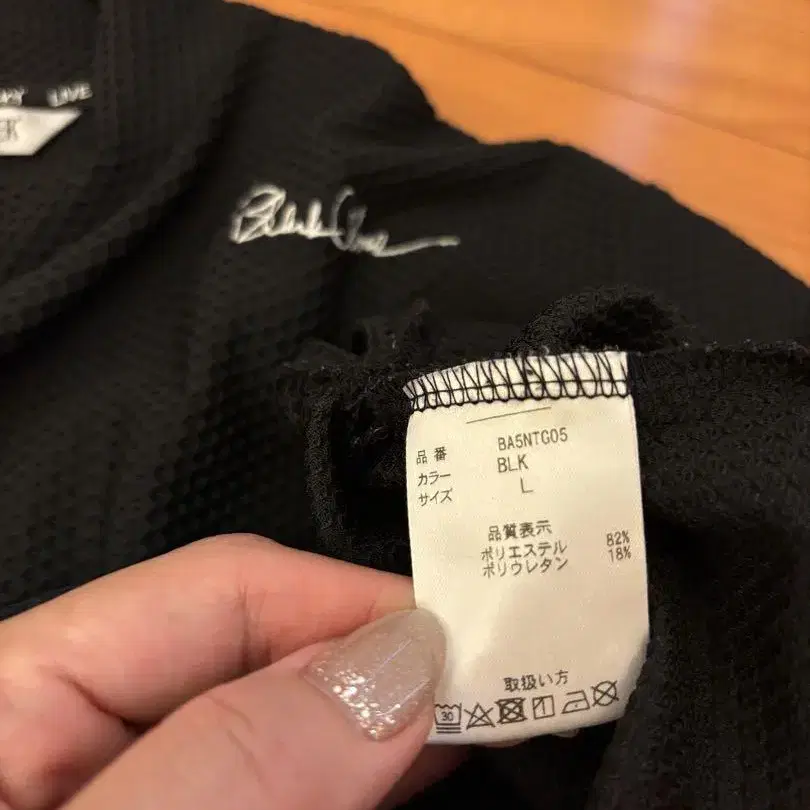 LIVE
品番 BA5NTG05
カラー BLK
サイズ L
品質表示
ポリエステル 82%
ポリウレタン 18%
取扱い方
30